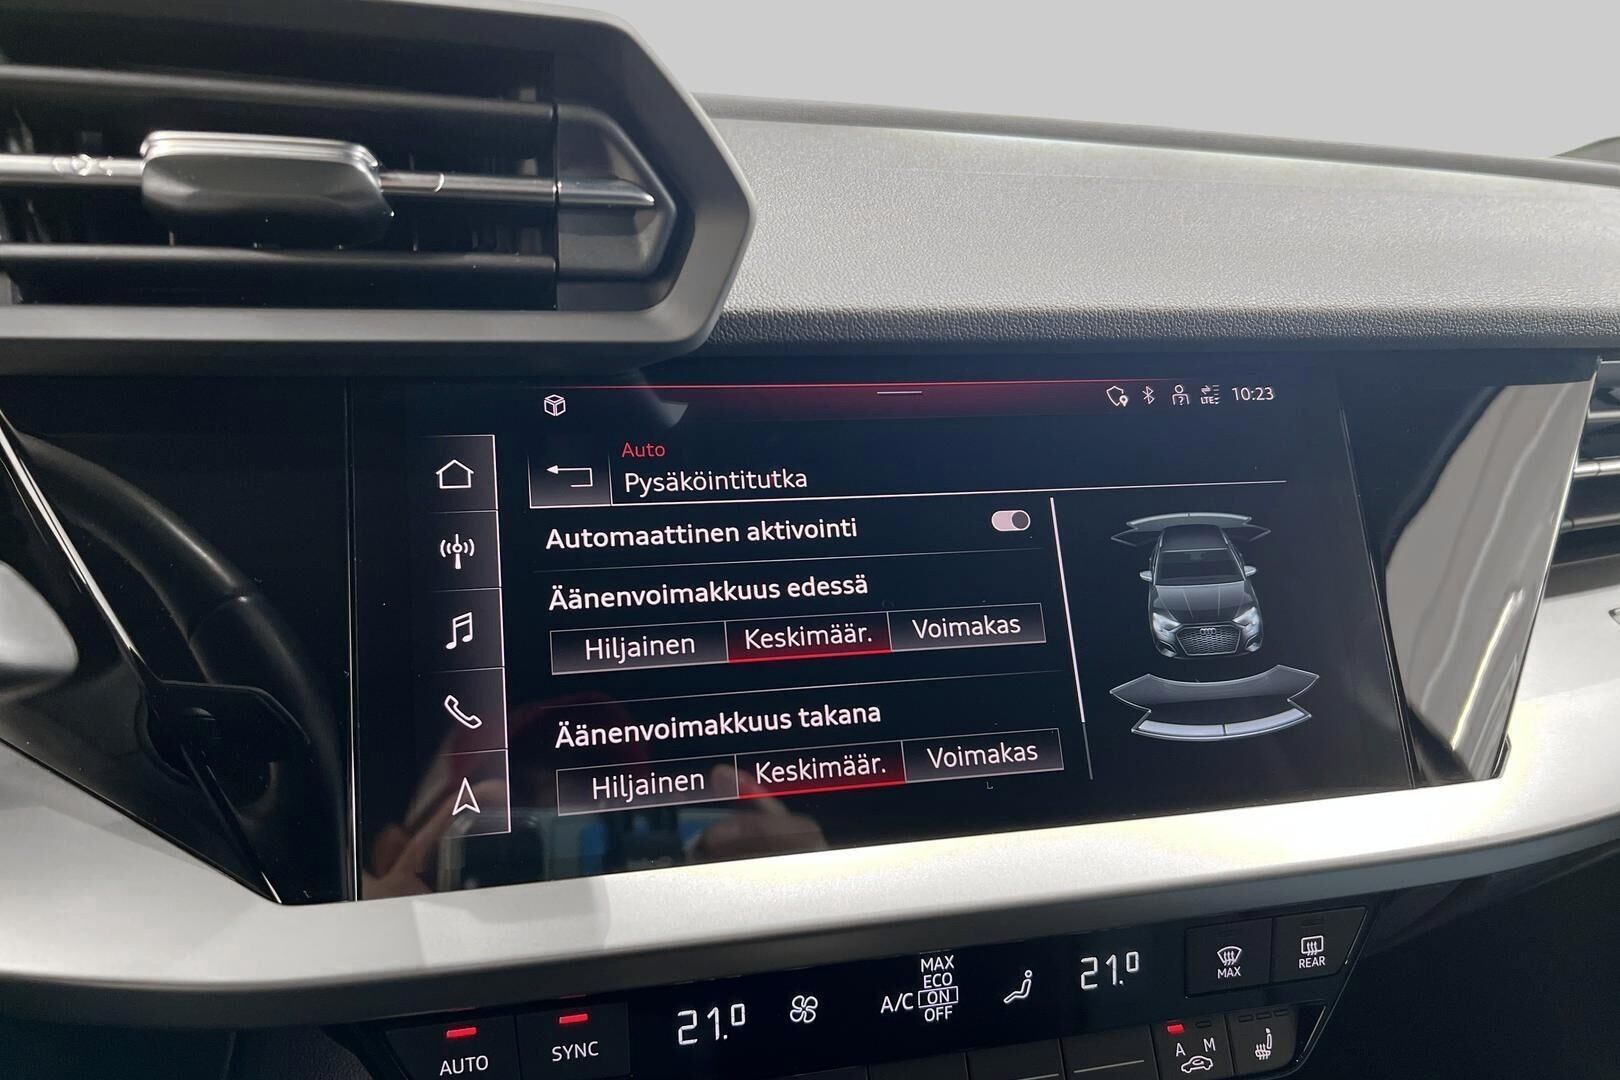 LTE 10:23
Auto
Pysäköintitutka
Automaattinen aktivointi
Äänenvoimakkuus edessä
Hiljainen Keskimäär. Voimakas
Äänenvoimakkuus takana
Hiljainen Keskimäär. Voimakas
MAX
ECO
A/C ON
OFF
21.0
21.0
MAX
REAR
AUTO
SYNC
A M